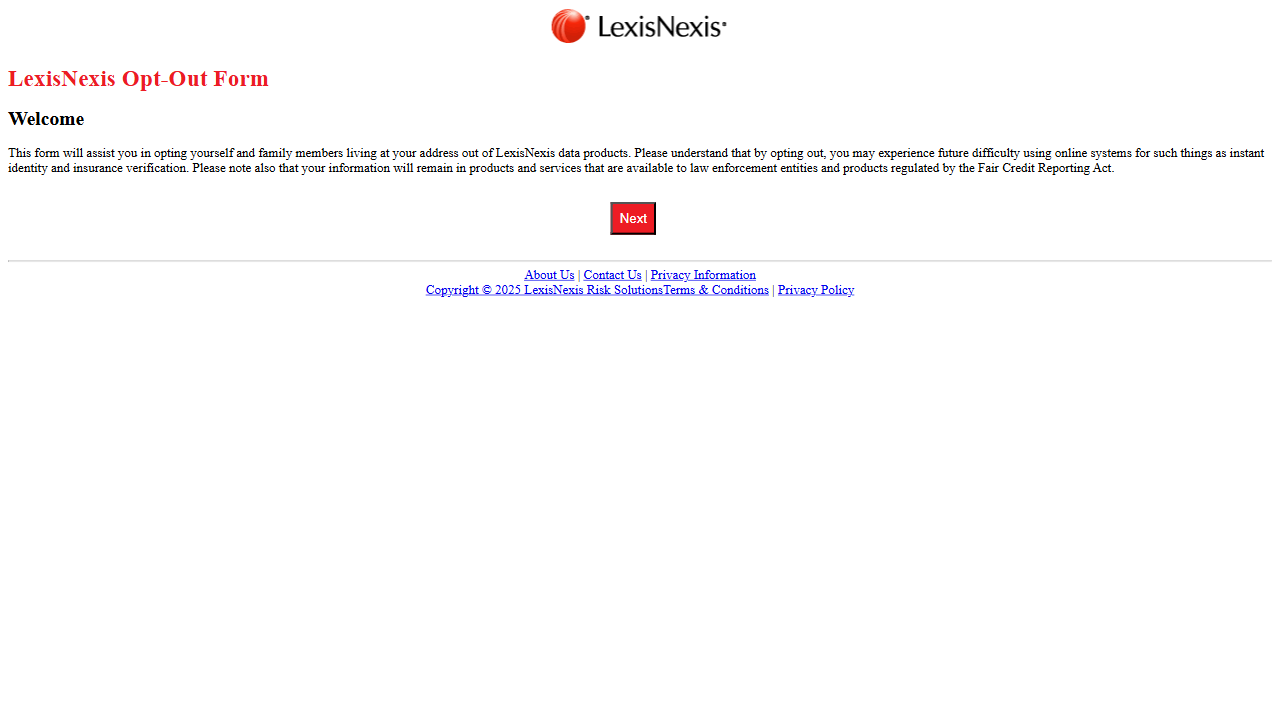 LexisNexis
LexisNexis Opt-Out Form
Welcome
This form will assist you in opting yourself and family members living at your address out of LexisNexis data products. Please understand that by opting out, you may experience future difficulty using online systems for such things as instant
identity and insurance verification. Please note also that your information will remain in products and services that are available to law enforcement entities and products regulated by the Fair Credit Reporting Act.
Next
About Us | Contact Us | Privacy Information
Copyright © 2025 LexisNexis Risk SolutionsTerms & Conditions | Privacy Policy